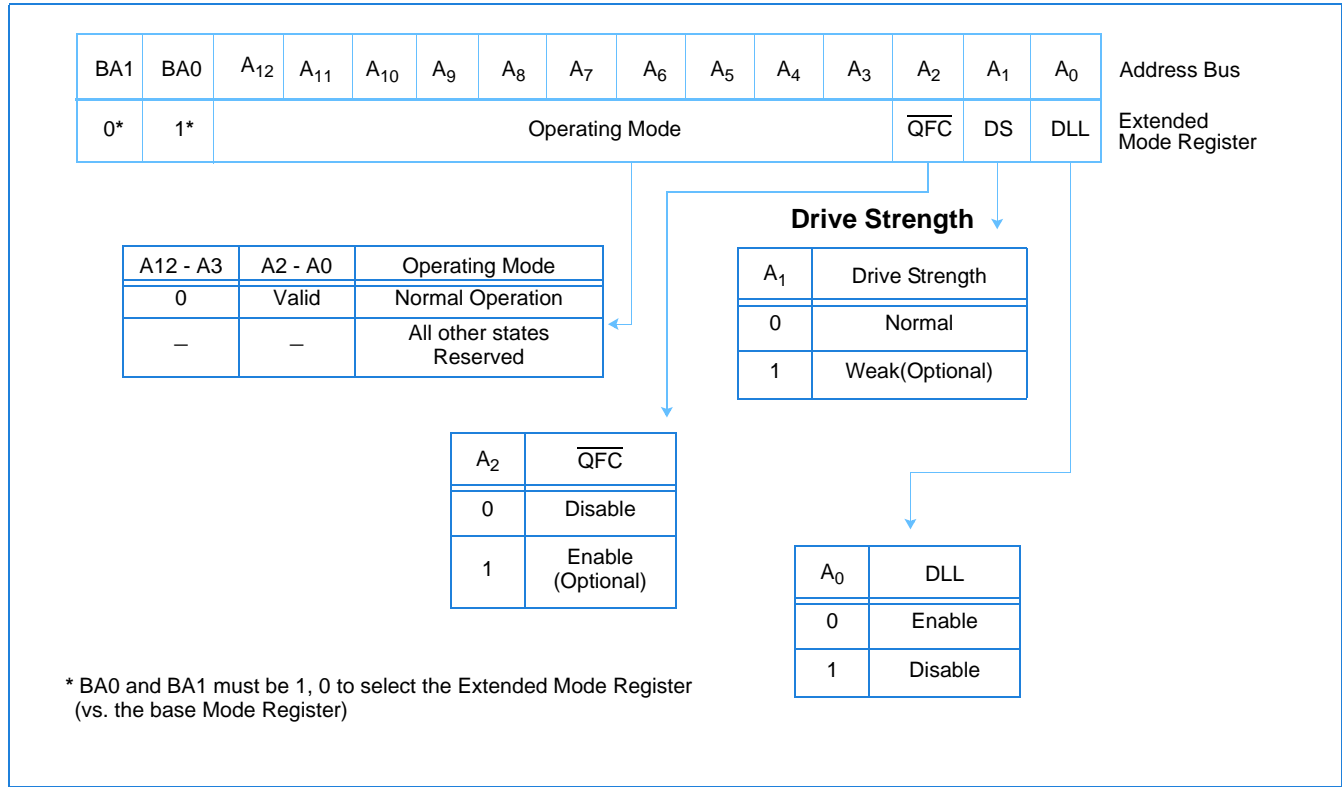 BA1 BA0 A12 A11 A10 A9 A8 A7 A6 A5 A4 A3 A2 A1 A0 Address Bus
0* 1* Operating Mode QFC DS DLL Extended
Mode Register
Drive Strength
A12 - A3 A2 - A0 Operating Mode
0 Valid Normal Operation
– – All other states
Reserved
A1 Drive Strength
0 Normal
1 Weak(Optional)
A2 QFC
0 Disable
1 Enable
(Optional)
A0 DLL
0 Enable
1 Disable
* BA0 and BA1 must be 1, 0 to select the Extended Mode Register
(vs. the base Mode Register)